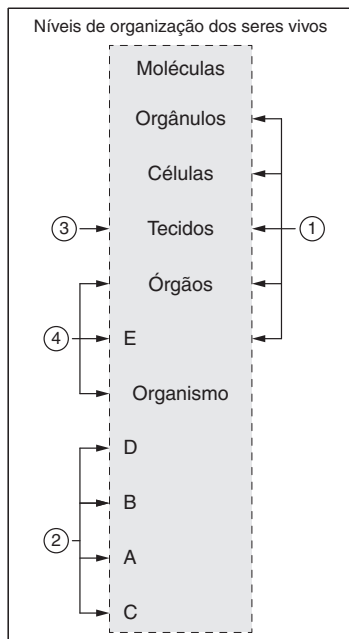 Níveis de organização dos seres vivos
Moléculas
Orgânulos
Células
3 Tecidos 1
Órgãos
4 E
Organismo
D
B
2
A
C